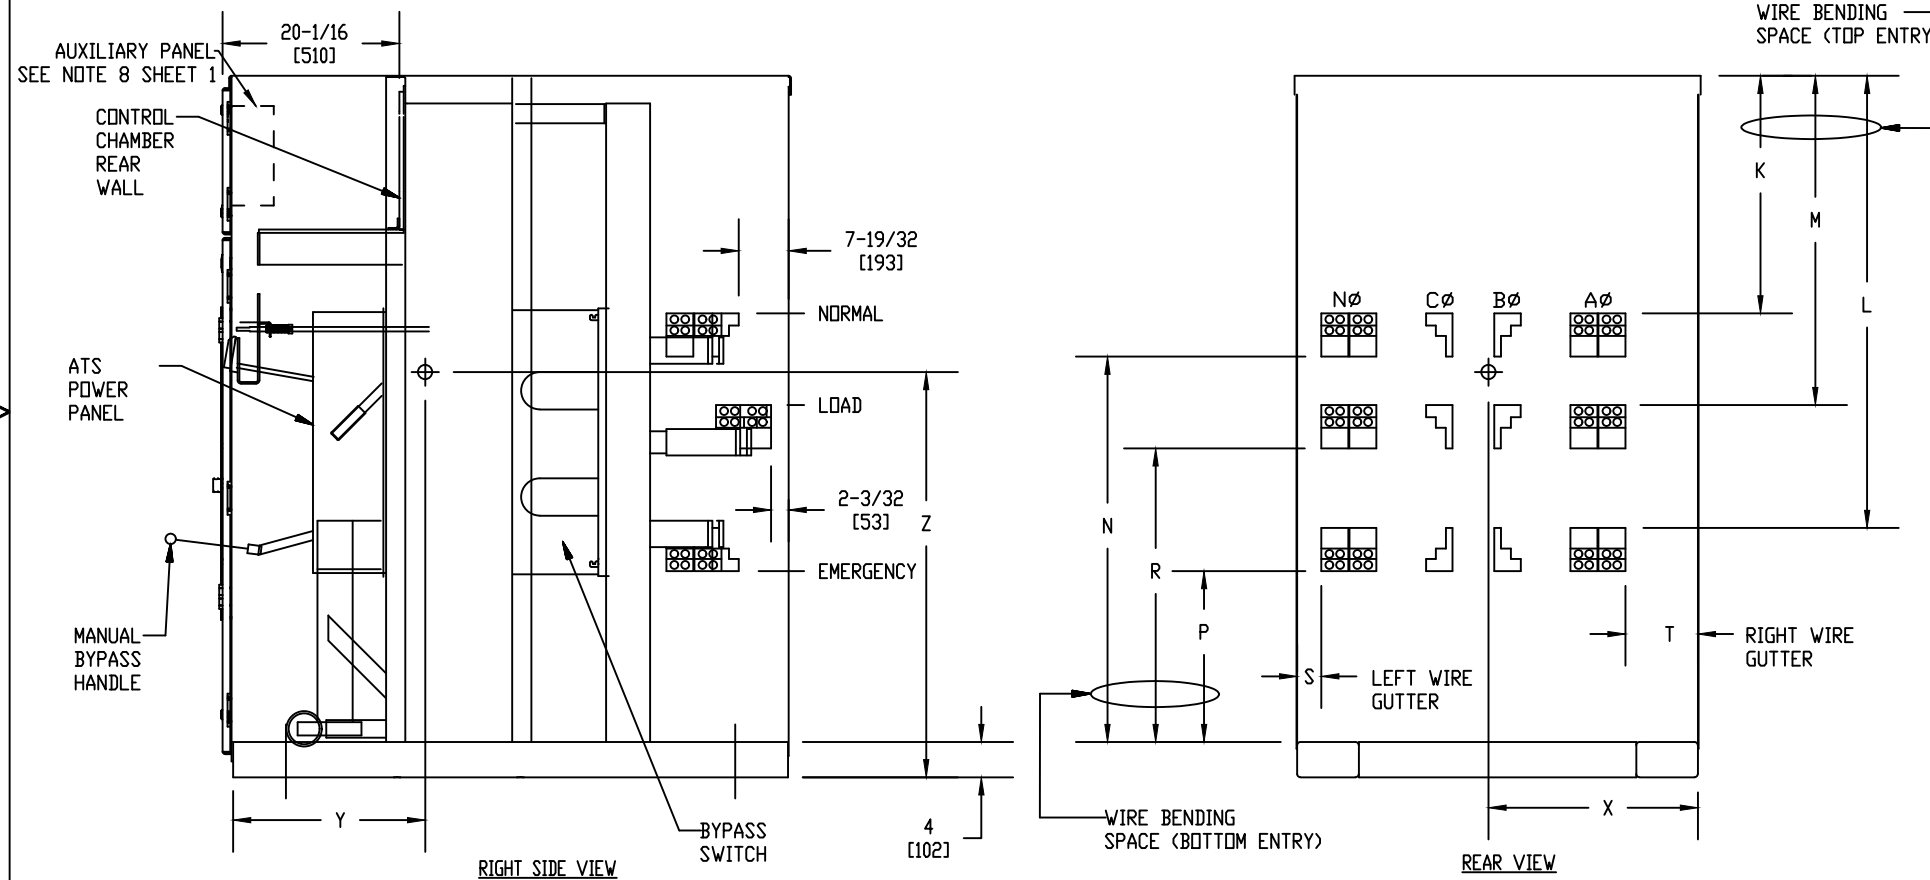 20-1/16
[510]
AUXILIARY PANEL
SEE NOTE 8 SHEET 1
CONTROL
CHAMBER
REAR
WALL
7-19/32
[193]
NORMAL
ATS
POWER
PANEL
LOAD
2-3/32
[53]
Z
EMERGENCY
MANUAL
BYPASS
HANDLE
Y
BYPASS
SWITCH
4
[102]
RIGHT SIDE VIEW
WIRE BENDING
SPACE (TOP ENTRY
K
M
L
NØ
CØ
BØ
AØ
N
R
P
S
LEFT WIRE
GUTTER
T
RIGHT WIRE
GUTTER
X
WIRE BENDING
SPACE (BOTTOM ENTRY)
REAR VIEW